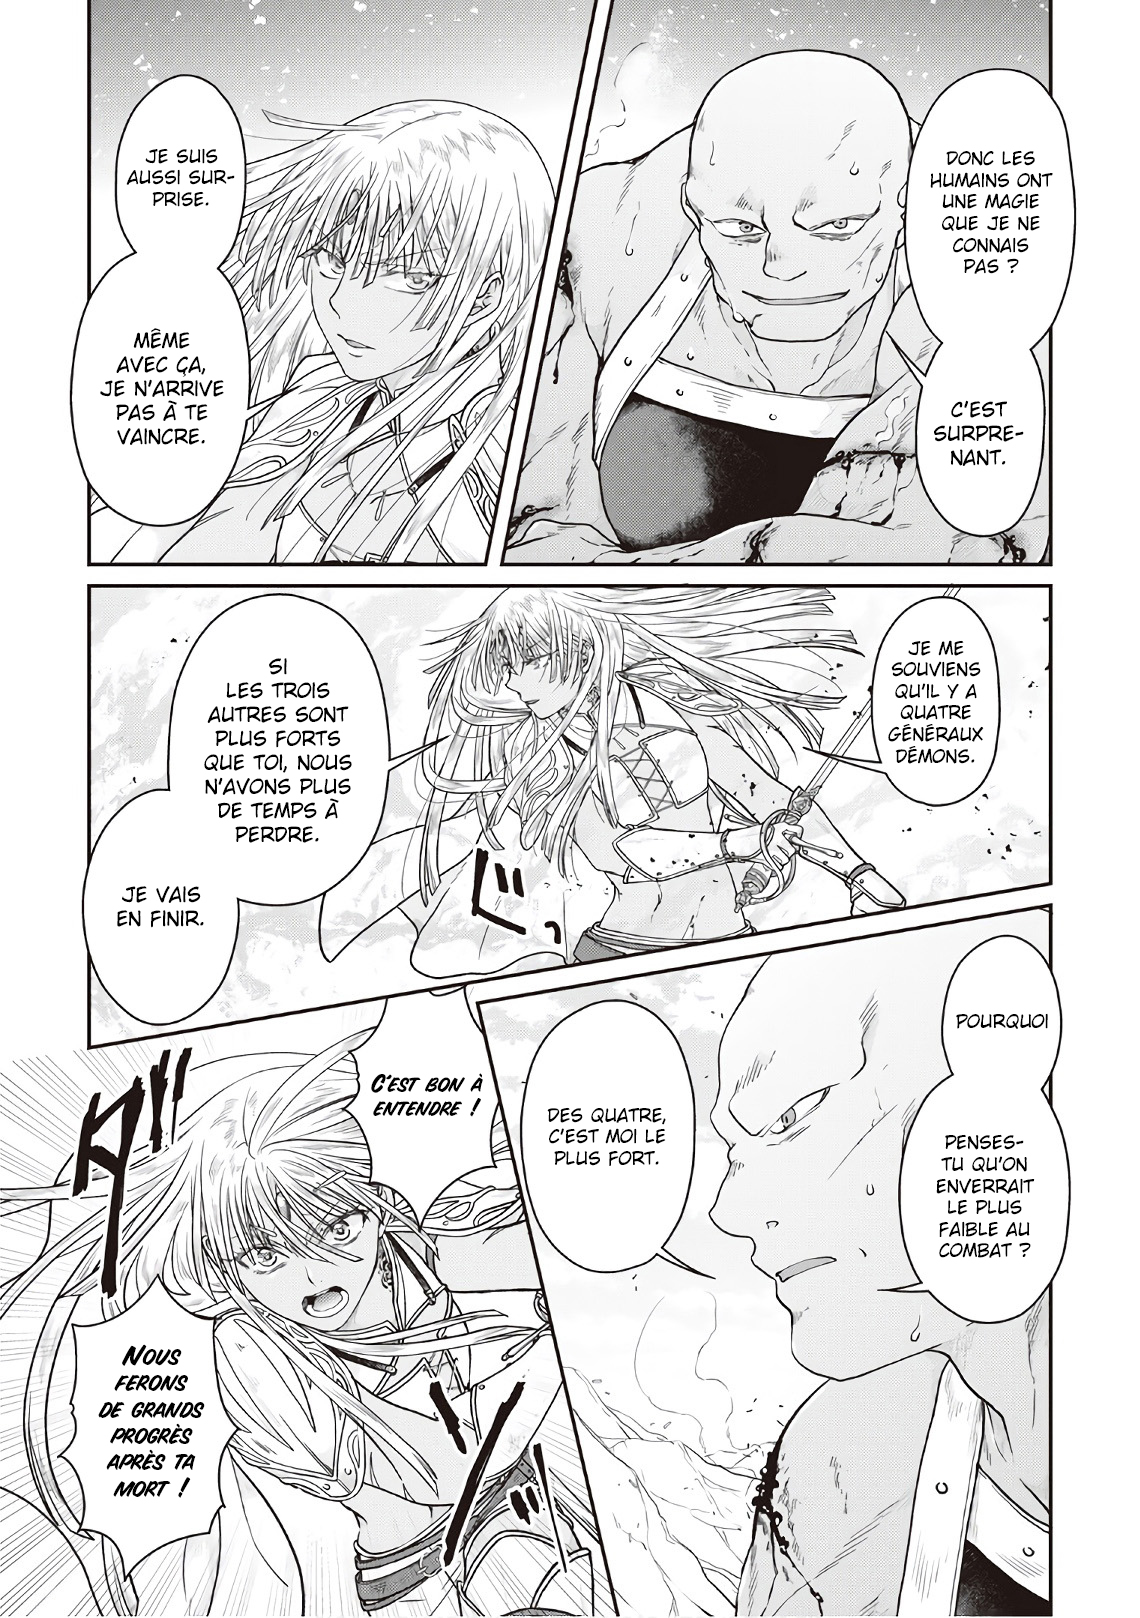 DONC LES
HUMAINS ONT
UNE MAGIE
QUE JE NE
CONNAIS
PAS ?
C'EST
SURPRE-
NANT.
JE SUIS
AUSSI SUR-
PRISE.
MÊME
AVEC ÇA,
JE N'ARRIVE
PAS À TE
VAINCRE.
JE ME
SOUVIENS
QU'IL Y A
QUATRE
GÉNÉRAUX
DÉMONS.
SI
LES TROIS
AUTRES SONT
PLUS FORTS
QUE TOI, NOUS
N'AVONS PLUS
DE TEMPS À
PERDRE.
JE VAIS
EN FINIR.
ビッ
POURQUOI
PENSES-
TU QU'ON
ENVERRAIT
LE PLUS
FAIBLE AU
COMBAT ?
DES QUATRE,
C'EST MOI LE
PLUS FORT.
C'EST BON À
ENTENDRE !
ダッ
NOUS
FERONS
DE GRANDS
PROGRÈS
APRÈS TA
MORT !